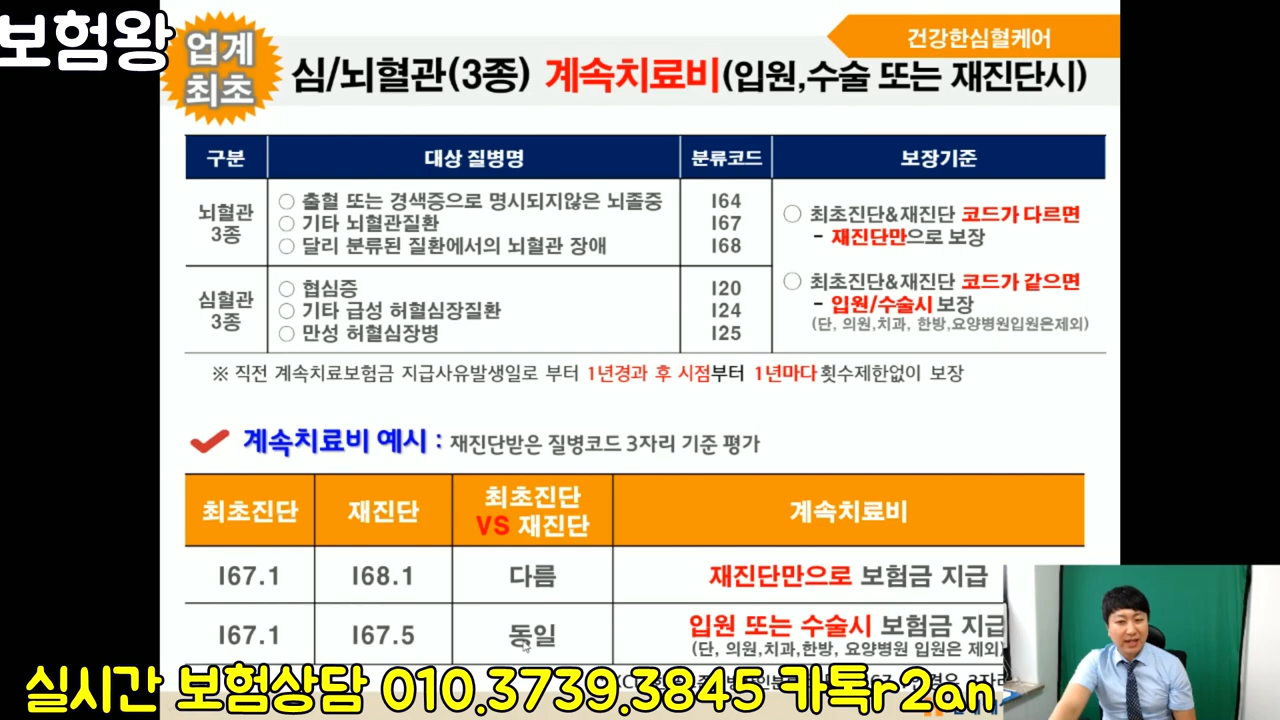 보험왕
업계
최초
건강한심혈케어
심/뇌혈관(3종) 계속치료비(입원,수술 또는 재진단시)
구분 대상 질병명 분류코드 보장기준
뇌혈관
3종
○ 출혈 또는 경색증으로 명시되지않은 뇌졸중 I64
○ 기타 뇌혈관질환 I67
○ 달리 분류된 질환에서의 뇌혈관 장애 I68
심혈관
3종
○ 협심증 I20
○ 기타 급성 허혈심장질환 I24
○ 만성 허혈심장병 I25
○ 최초진단&재진단 코드가 다르면
- 재진단만으로 보장
○ 최초진단&재진단 코드가 같으면
- 입원/수술시 보장
(단, 의원,치과, 한방,요양병원입원은제외)
※ 직전 계속치료보험금 지급사유발생일로 부터 1년경과 후 시점부터 1년마다 횟수제한없이 보장
계속치료비 예시 : 재진단받은 질병코드 3자리 기준 평가
최초진단 재진단 최초진단 VS 재진단 계속치료비
I67.1 I68.1 다름 재진단만으로 보험금 지급
I67.1 I67.5 동일 입원 또는 수술시 보험금 지급
(단, 의원,치과,한방, 요양병원 입원은 제외)
실시간 보험상담 010.3739.3845 카톡r2an